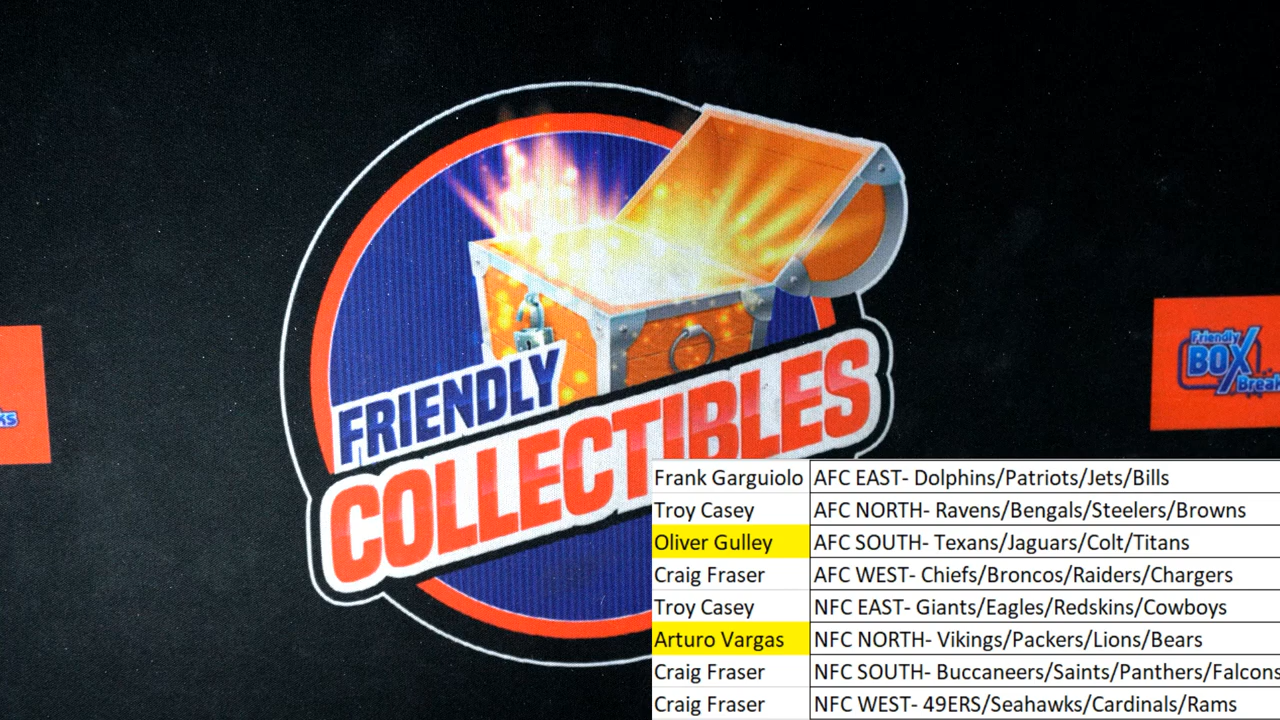 FRIENDLY
COLLECTIBLES
Friendly
BOX
Break
ks
Frank Garguiolo AFC EAST- Dolphins/Patriots/Jets/Bills
Troy Casey AFC NORTH- Ravens/Bengals/Steelers/Browns
Oliver Gulley AFC SOUTH- Texans/Jaguars/Colt/Titans
Craig Fraser AFC WEST- Chiefs/Broncos/Raiders/Chargers
Troy Casey NFC EAST- Giants/Eagles/Redskins/Cowboys
Arturo Vargas NFC NORTH- Vikings/Packers/Lions/Bears
Craig Fraser NFC SOUTH- Buccaneers/Saints/Panthers/Falcons
Craig Fraser NFC WEST- 49ERS/Seahawks/Cardinals/Rams